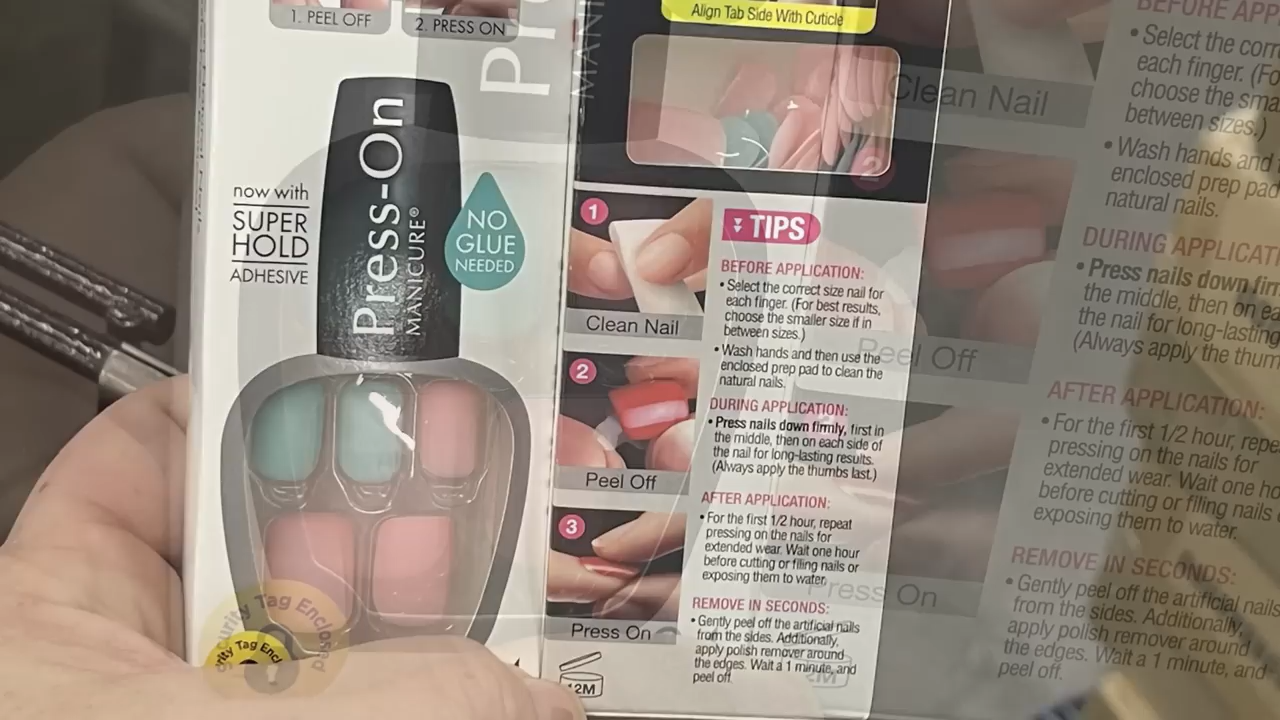 1. PEEL OFF
2. PRESS ON
now with
SUPER
HOLD
ADHESIVE
Press-On
MANICURE®
NO
GLUE
NEEDED
Align Tab Side With Cuticle
1
Clean Nail
2
Peel Off
3
Press On
12M
TIPS
BEFORE APPLICATION:
• Select the correct size nail for
each finger. (For best results,
choose the smaller size if in
between sizes.)
• Wash hands and then use the
enclosed prep pad to clean the
natural nails.
DURING APPLICATION:
• Press nails down firmly, first in
the middle, then on each side of
the nail for long-lasting results.
(Always apply the thumbs last.)
AFTER APPLICATION:
• For the first 1/2 hour, repeat
pressing on the nails for
extended wear. Wait one hour
before cutting or filing nails or
exposing them to water.
REMOVE IN SECONDS:
• Gently peel off the artificial nails
from the sides. Additionally,
apply polish remover around
the edges. Wait a 1 minute, and
peel off.
Clean Nail
Peel Off
Press On
BEFORE APP
• Select the corr
each finger. (Fo
choose the sma
between sizes.)
• Wash hands and
enclosed prep pad
natural nails.
DURING APPLICATI
• Press nails down firm
the middle, then on ea
the nail for long-lasting
(Always apply the thum
AFTER APPLICATION:
• For the first 1/2 hour, repe
pressing on the nails for
extended wear. Wait one ho
before cutting or filing nails
exposing them to water.
REMOVE IN SECONDS:
• Gently peel off the artificial nails
from the sides. Additionally,
apply polish remover around
the edges. Wait a 1 minute, and
peel off.